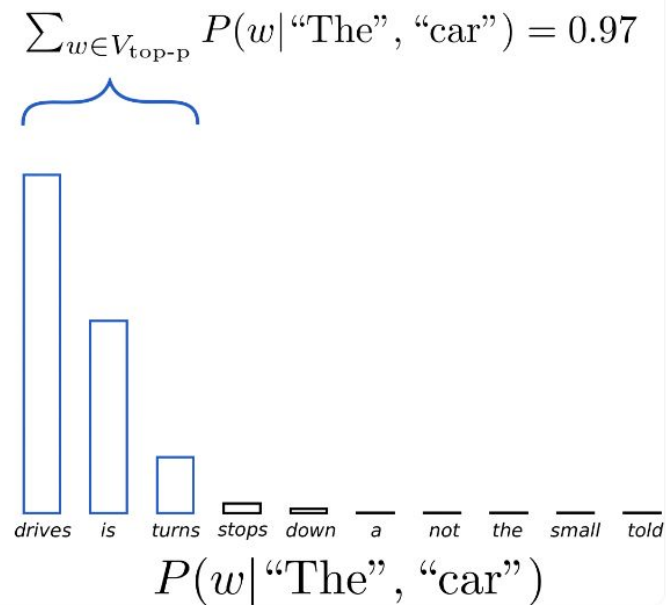 ∑w∈Vtop-p P(w|“The”, “car”) = 0.97
drives is turns stops down a not the small told
P(w|“The”, “car”)